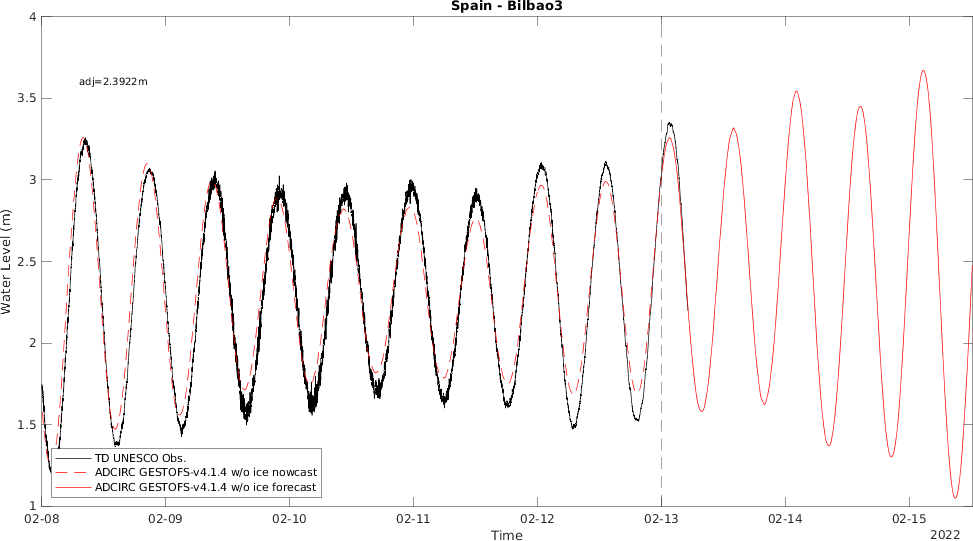 Spain - Bilbao3
4
3.5
3
2.5
2
1.5
1
Water Level (m)
adj=2.3922m
TD UNESCO Obs.
ADCIRC GESTOFS-v4.1.4 w/o ice nowcast
ADCIRC GESTOFS-v4.1.4 w/o ice forecast
02-08 02-09 02-10 02-11 02-12 02-13 02-14 02-15
Time
2022